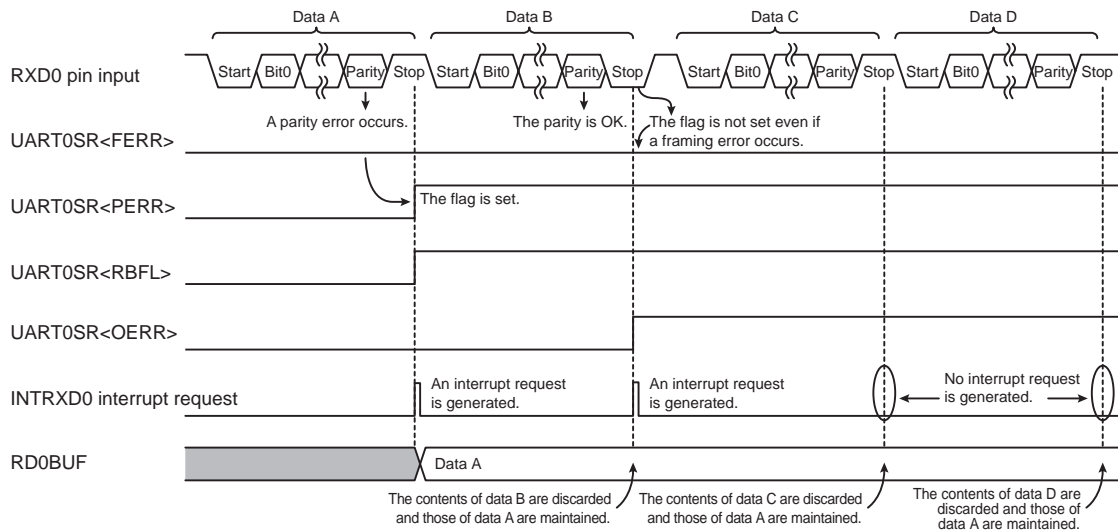 Data A
Data B
Data C
Data D
RXD0 pin input
Start Bit0 Parity Stop Start Bit0 Parity Stop Start Bit0 Parity Stop Start Bit0 Parity Stop
A parity error occurs.
The parity is OK.
The flag is not set even if
a framing error occurs.
UART0SR<FERR>
UART0SR<PERR>
The flag is set.
UART0SR<RBFL>
UART0SR<OERR>
INTRXD0 interrupt request
An interrupt request
is generated.
An interrupt request
is generated.
No interrupt request
is generated.
RD0BUF
Data A
The contents of data B are discarded
and those of data A are maintained.
The contents of data C are discarded
and those of data A are maintained.
The contents of data D are
discarded and those of
data A are maintained.